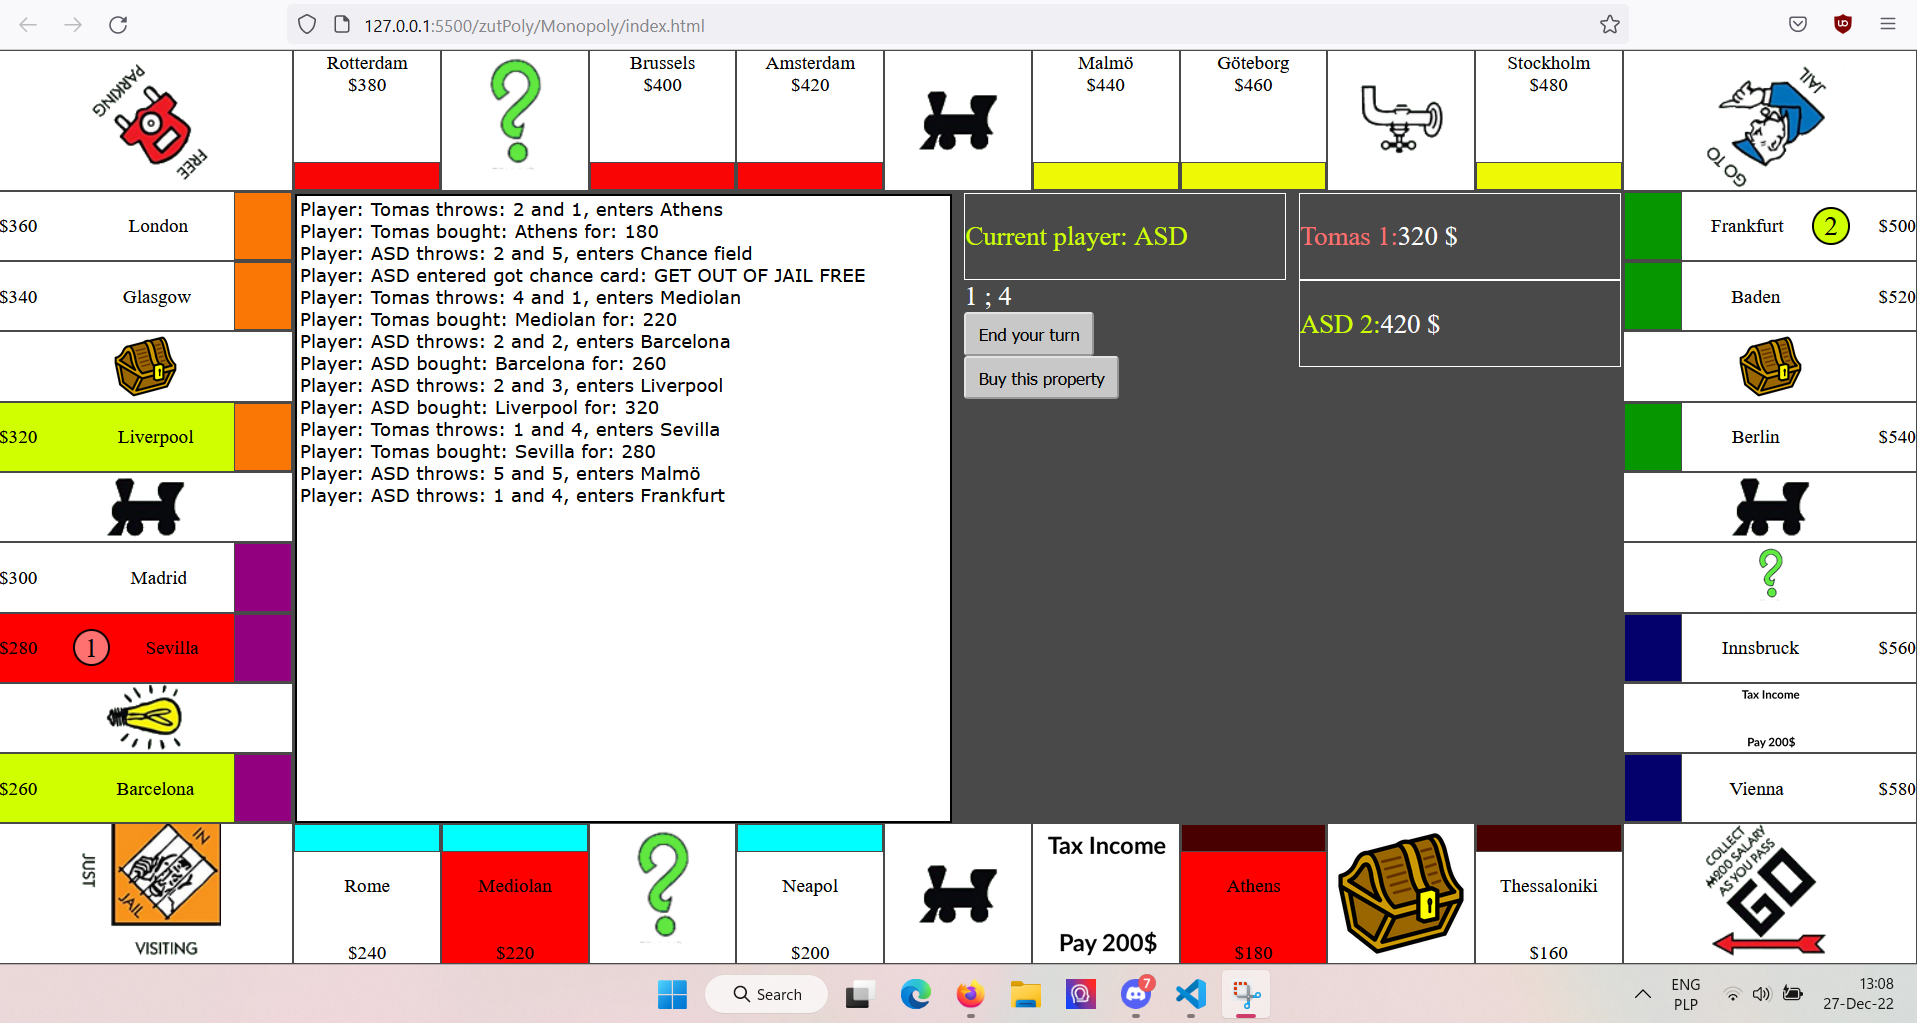 127.0.0.1:5500/zutPoly/Monopoly/index.html
FREE
PARKING
Rotterdam
$380
Brussels
$400
Amsterdam
$420
Malmö
$440
Göteborg
$460
Stockholm
$480
GO TO
JAIL
$360 London
$340 Glasgow
$320 Liverpool
$300 Madrid
$280 1 Sevilla
$260 Barcelona
Player: Tomas throws: 2 and 1, enters Athens
Player: Tomas bought: Athens for: 180
Player: ASD throws: 2 and 5, enters Chance field
Player: ASD entered got chance card: GET OUT OF JAIL FREE
Player: Tomas throws: 4 and 1, enters Mediolan
Player: Tomas bought: Mediolan for: 220
Player: ASD throws: 2 and 2, enters Barcelona
Player: ASD bought: Barcelona for: 260
Player: ASD throws: 2 and 3, enters Liverpool
Player: ASD bought: Liverpool for: 320
Player: Tomas throws: 1 and 4, enters Sevilla
Player: Tomas bought: Sevilla for: 280
Player: ASD throws: 5 and 5, enters Malmö
Player: ASD throws: 1 and 4, enters Frankfurt
Current player: ASD
1 ; 4
End your turn
Buy this property
Tomas 1:320 $
ASD 2:420 $
Frankfurt 2 $500
Baden $520
Berlin $540
Innsbruck $560
Tax Income
Pay 200$
Vienna $580
JUST
IN
JAIL
VISITING
Rome
$240
Mediolan
$220
Neapol
$200
Tax Income
Pay 200$
Athens
$180
Thessaloniki
$160
COLLECT
M200 SALARY
AS YOU PASS
GO
Search
7
ENG
PLP
13:08
27-Dec-22